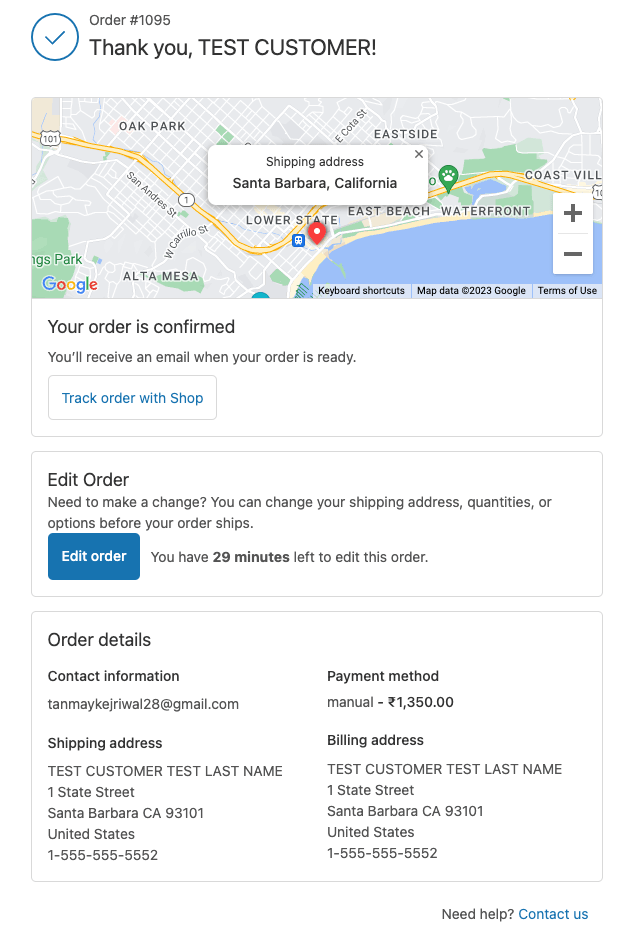 Order #1095
Thank you, TEST CUSTOMER!
101
OAK PARK
E Cota St
EASTSIDE
Shipping address
Santa Barbara, California
COAST VILL
San Andres St
1
W Carrillo St
LOWER STATE
EAST BEACH
WATERFRONT
ngs Park
ALTA MESA
Google
Keyboard shortcuts
Map data ©2023 Google
Terms of Use
Your order is confirmed
You’ll receive an email when your order is ready.
Track order with Shop
Edit Order
Need to make a change? You can change your shipping address, quantities, or
options before your order ships.
Edit order
You have 29 minutes left to edit this order.
Order details
Contact information
tanmaykejriwal28@gmail.com
Shipping address
TEST CUSTOMER TEST LAST NAME
1 State Street
Santa Barbara CA 93101
United States
1-555-555-5552
Payment method
manual - ₹1,350.00
Billing address
TEST CUSTOMER TEST LAST NAME
1 State Street
Santa Barbara CA 93101
United States
1-555-555-5552
Need help? Contact us